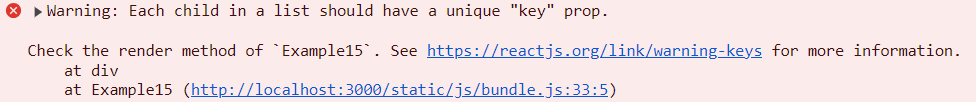 Warning: Each child in a list should have a unique "key" prop.
Check the render method of `Example15`. See https://reactjs.org/link/warning-keys for more information.
at div
at Example15 (http://localhost:3000/static/js/bundle.js:33:5)